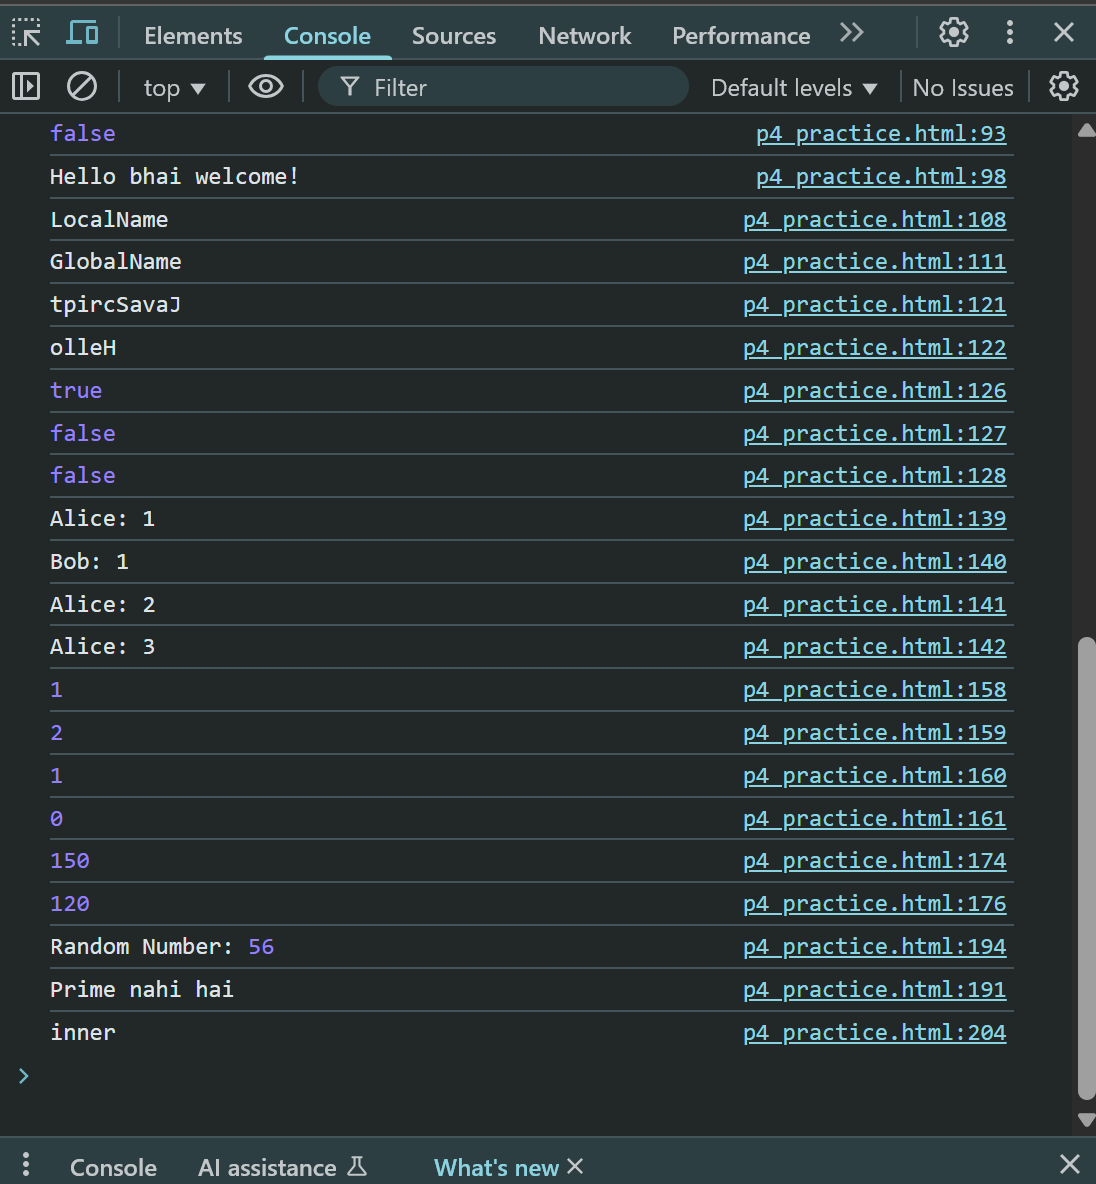 Elements Console Sources Network Performance
top Filter Default levels No Issues
false p4_practice.html:93
Hello bhai welcome! p4_practice.html:98
LocalName p4_practice.html:108
GlobalName p4_practice.html:111
tpircSavaJ p4_practice.html:121
olleH p4_practice.html:122
true p4_practice.html:126
false p4_practice.html:127
false p4_practice.html:128
Alice: 1 p4_practice.html:139
Bob: 1 p4_practice.html:140
Alice: 2 p4_practice.html:141
Alice: 3 p4_practice.html:142
1 p4_practice.html:158
2 p4_practice.html:159
1 p4_practice.html:160
0 p4_practice.html:161
150 p4_practice.html:174
120 p4_practice.html:176
Random Number: 56 p4_practice.html:194
Prime nahi hai p4_practice.html:191
inner p4_practice.html:204
Console AI assistance What's new